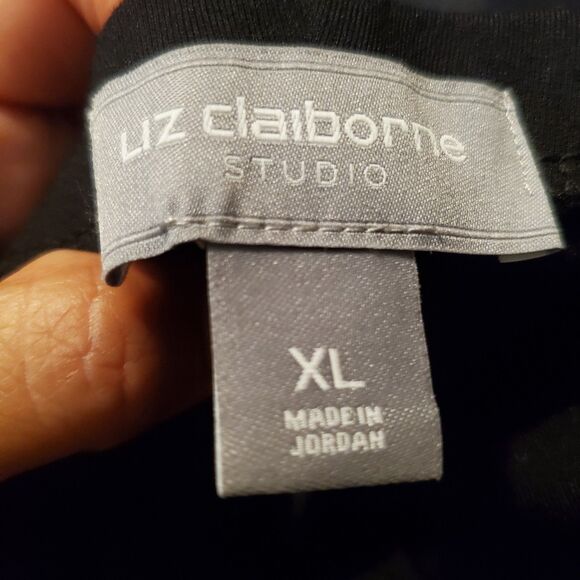 LIZ claiborne
STUDIO
XL
MADE IN
JORDAN